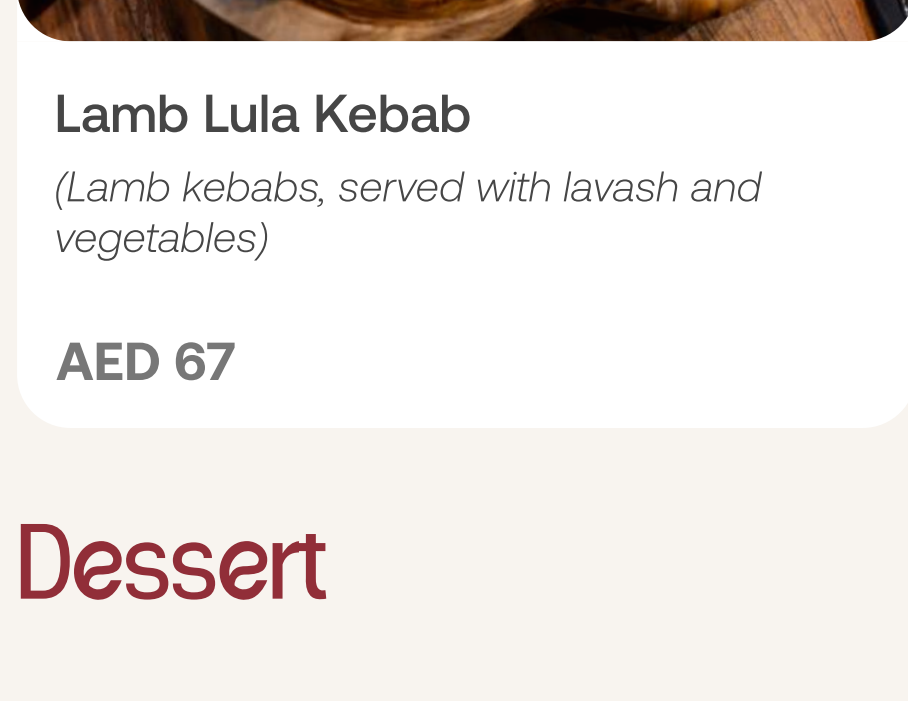 Lamb Lula Kebab
(Lamb kebabs, served with lavash and
vegetables)
AED 67
Dessert